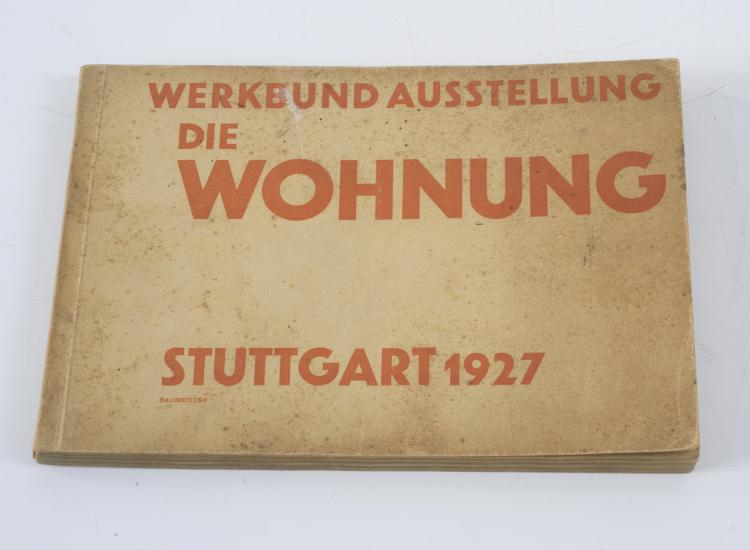 WERKBUND AUSSTELLUNG
DIE
WOHNUNG
STUTTGART 1927
BAUMEISTER